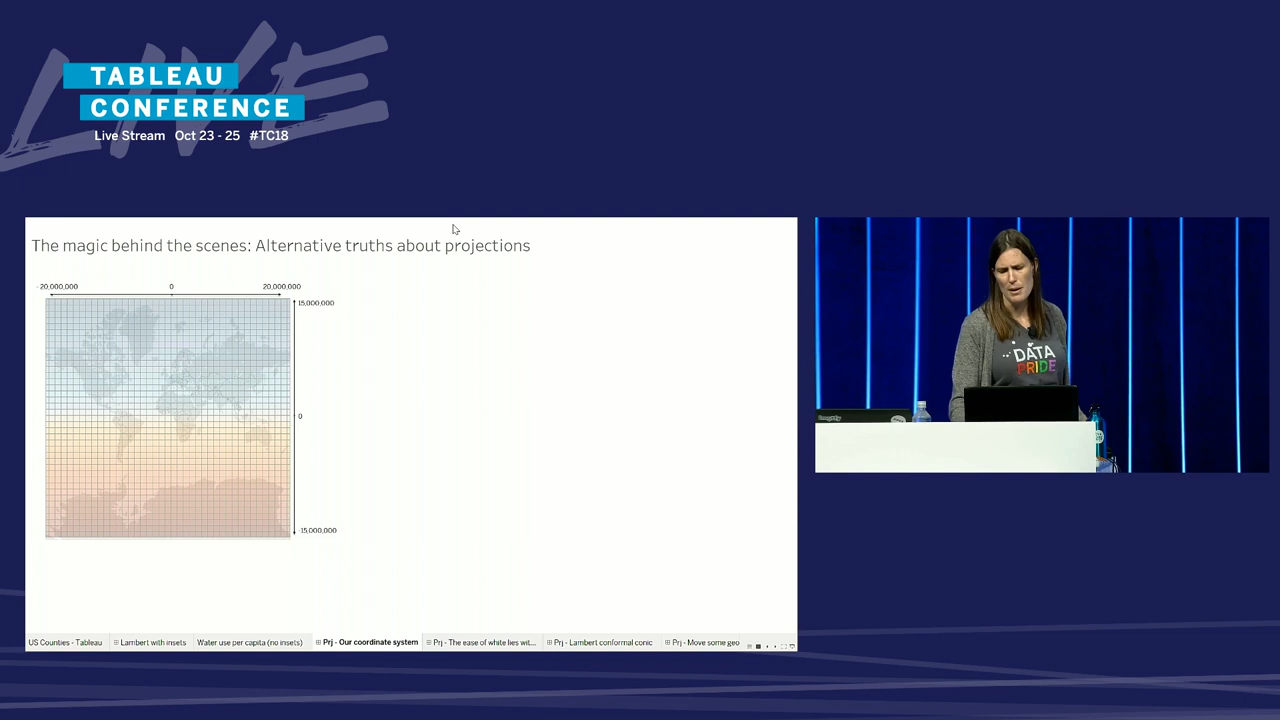 LIVE
TABLEAU
CONFERENCE
Live Stream Oct 23 - 25 #TC18
The magic behind the scenes: Alternative truths about projections
-20,000,000 0 20,000,000
15,000,000
0
-15,000,000
DATA
PRIDE
US Counties - Tableau Lambert with insets Water use per capita (no insets) Prj - Our coordinate system Prj - The ease of white lies wit... Prj - Lambert conformal conic Prj - Move some geo